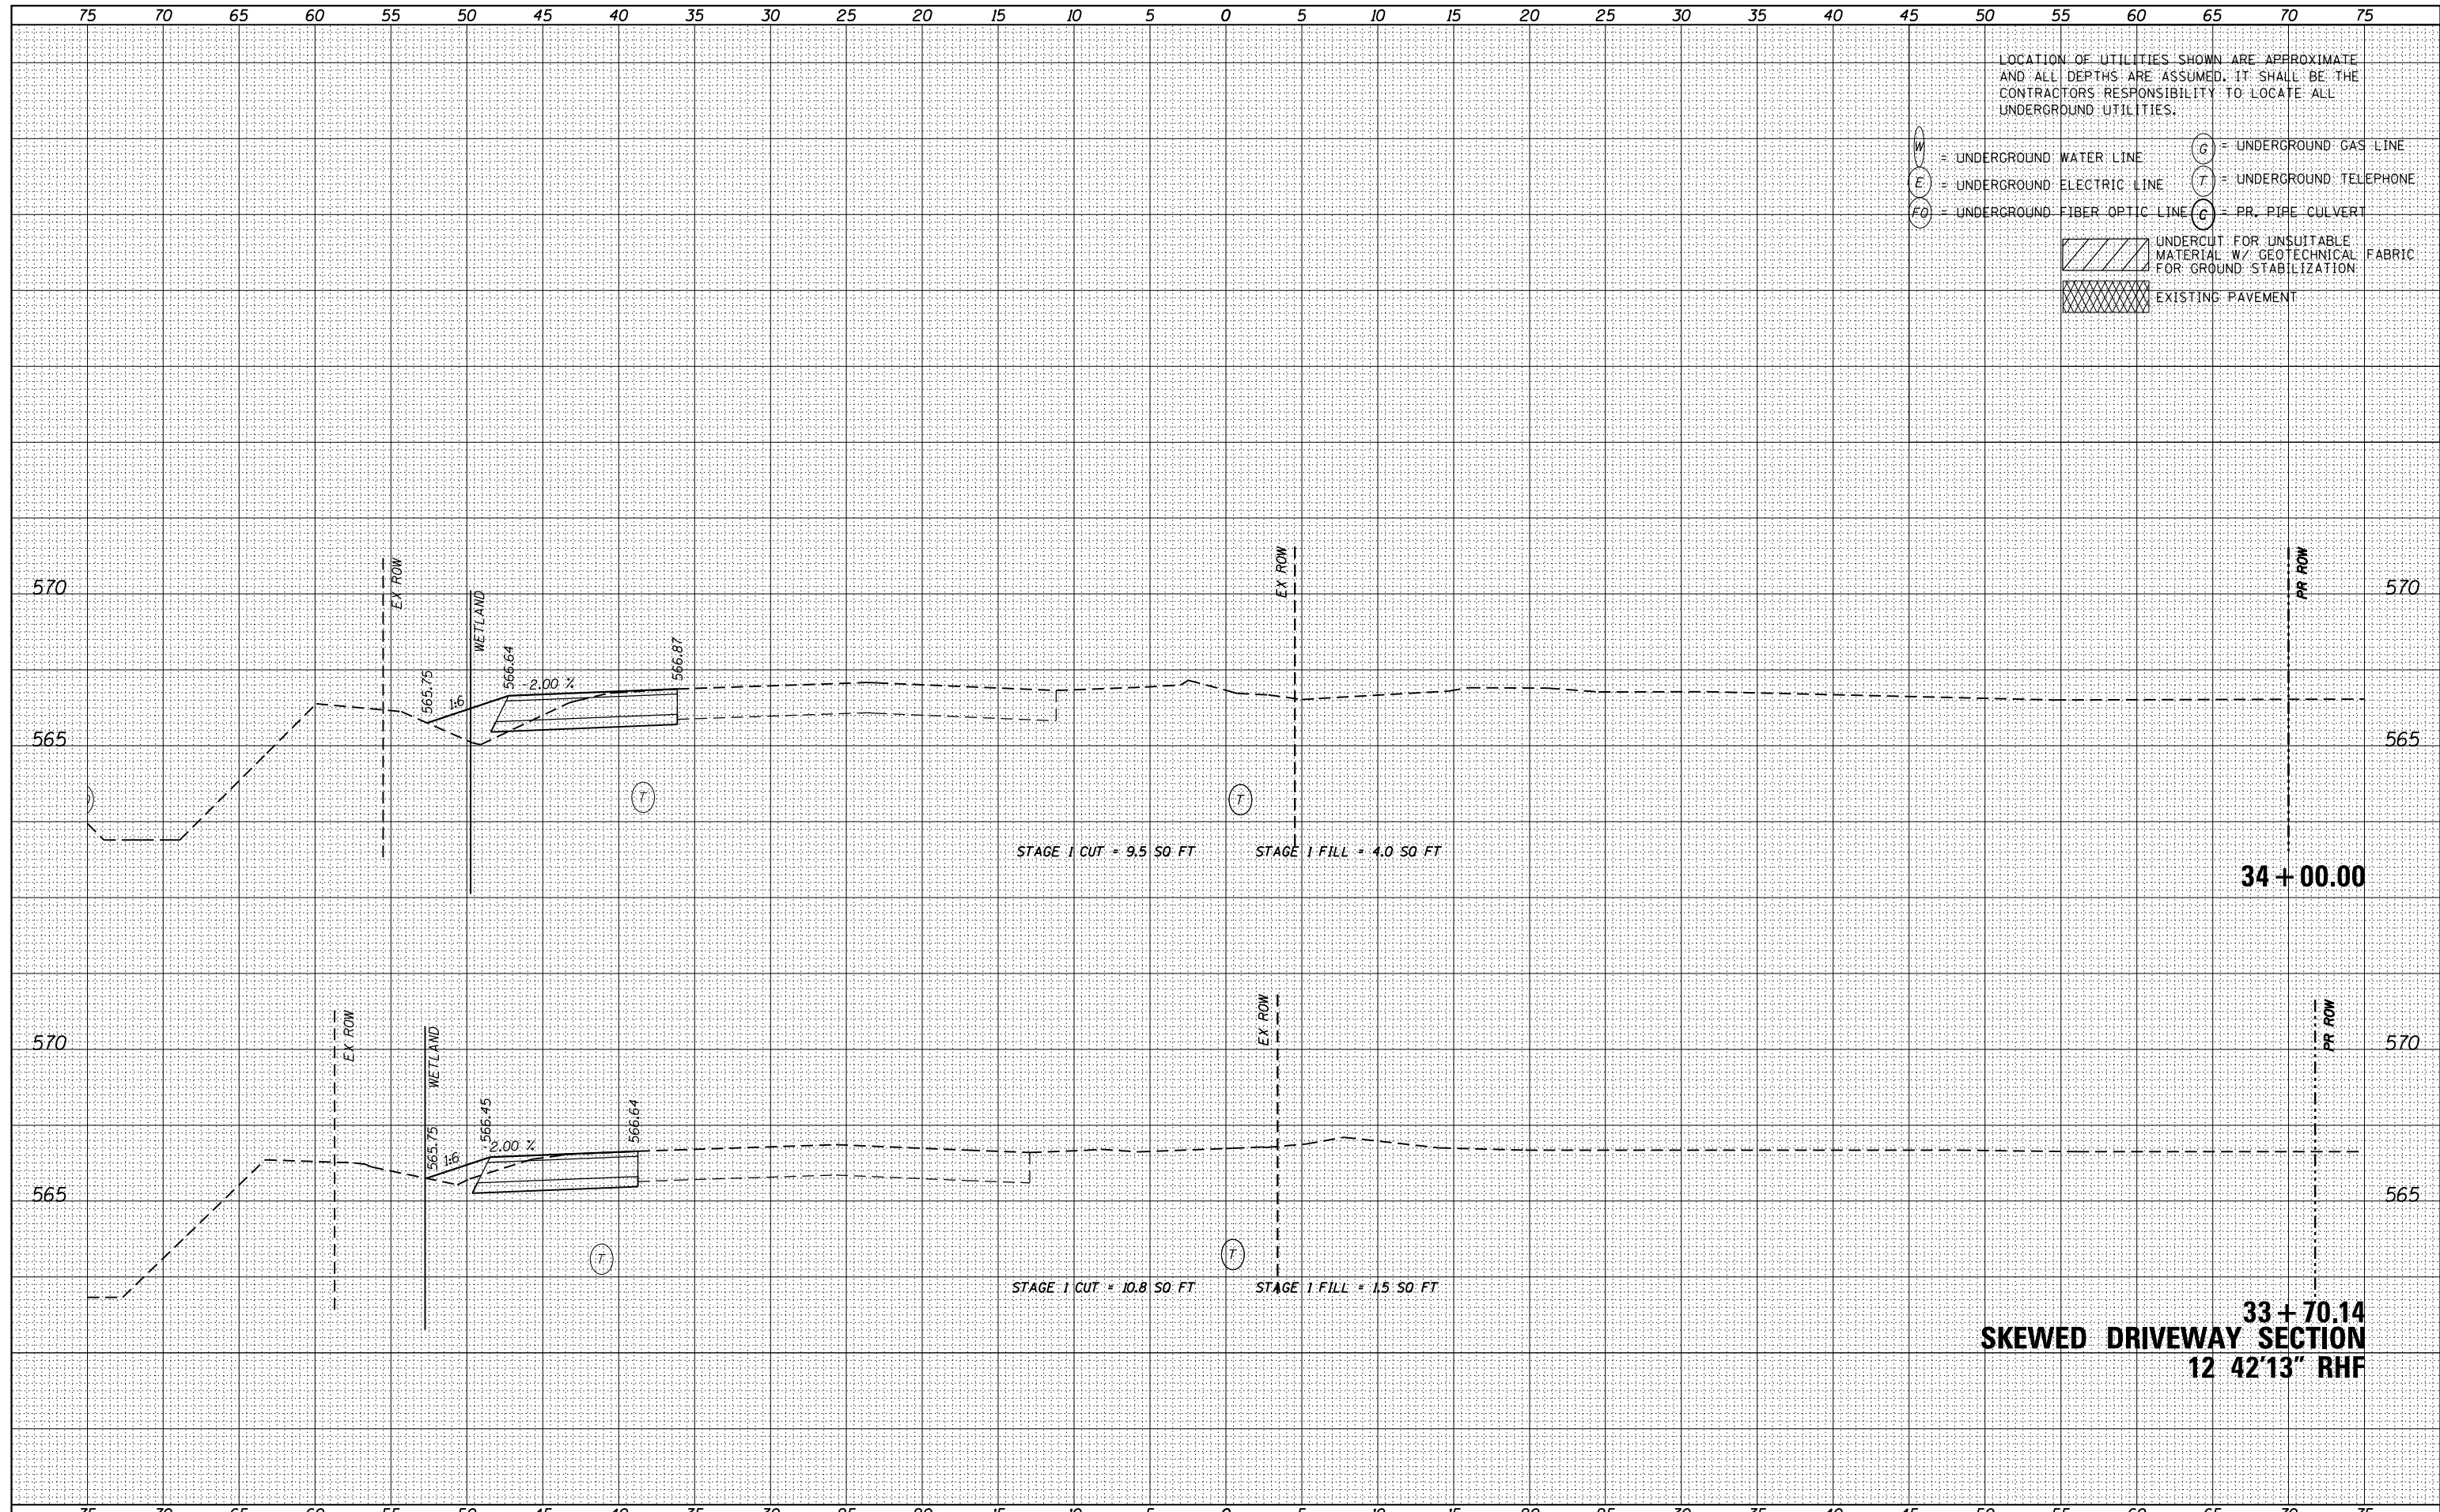 75 70 65 60 55 50 45 40 35 30 25 20 15 10 5 0 5 10 15 20 25 30 35 40 45 50 55 60 65 70 75
LOCATION OF UTILITIES SHOWN ARE APPROXIMATE
AND ALL DEPTHS ARE ASSUMED. IT SHALL BE THE
CONTRACTORS RESPONSIBILITY TO LOCATE ALL
UNDERGROUND UTILITIES.
W = UNDERGROUND WATER LINE
G = UNDERGROUND GAS LINE
E = UNDERGROUND ELECTRIC LINE
T = UNDERGROUND TELEPHONE
FO = UNDERGROUND FIBER OPTIC LINE
C = PR. PIPE CULVERT
UNDERCUT FOR UNSUITABLE
MATERIAL W/ GEOTECHNICAL FABRIC
FOR GROUND STABILIZATION
EXISTING PAVEMENT
570
EX ROW
WETLAND
EX ROW
PR ROW
570
565.75
1:6
566.64
-2.00 %
566.87
565
565
T
T
STAGE 1 CUT = 9.5 SQ FT
STAGE 1 FILL = 4.0 SQ FT
34+00.00
570
EX ROW
WETLAND
EX ROW
PR ROW
570
565.75
1:6
566.45
2.00 %
566.64
565
565
T
T
STAGE 1 CUT = 10.8 SQ FT
STAGE 1 FILL = 1.5 SQ FT
33+70.14
SKEWED DRIVEWAY SECTION
12 42'13" RHF